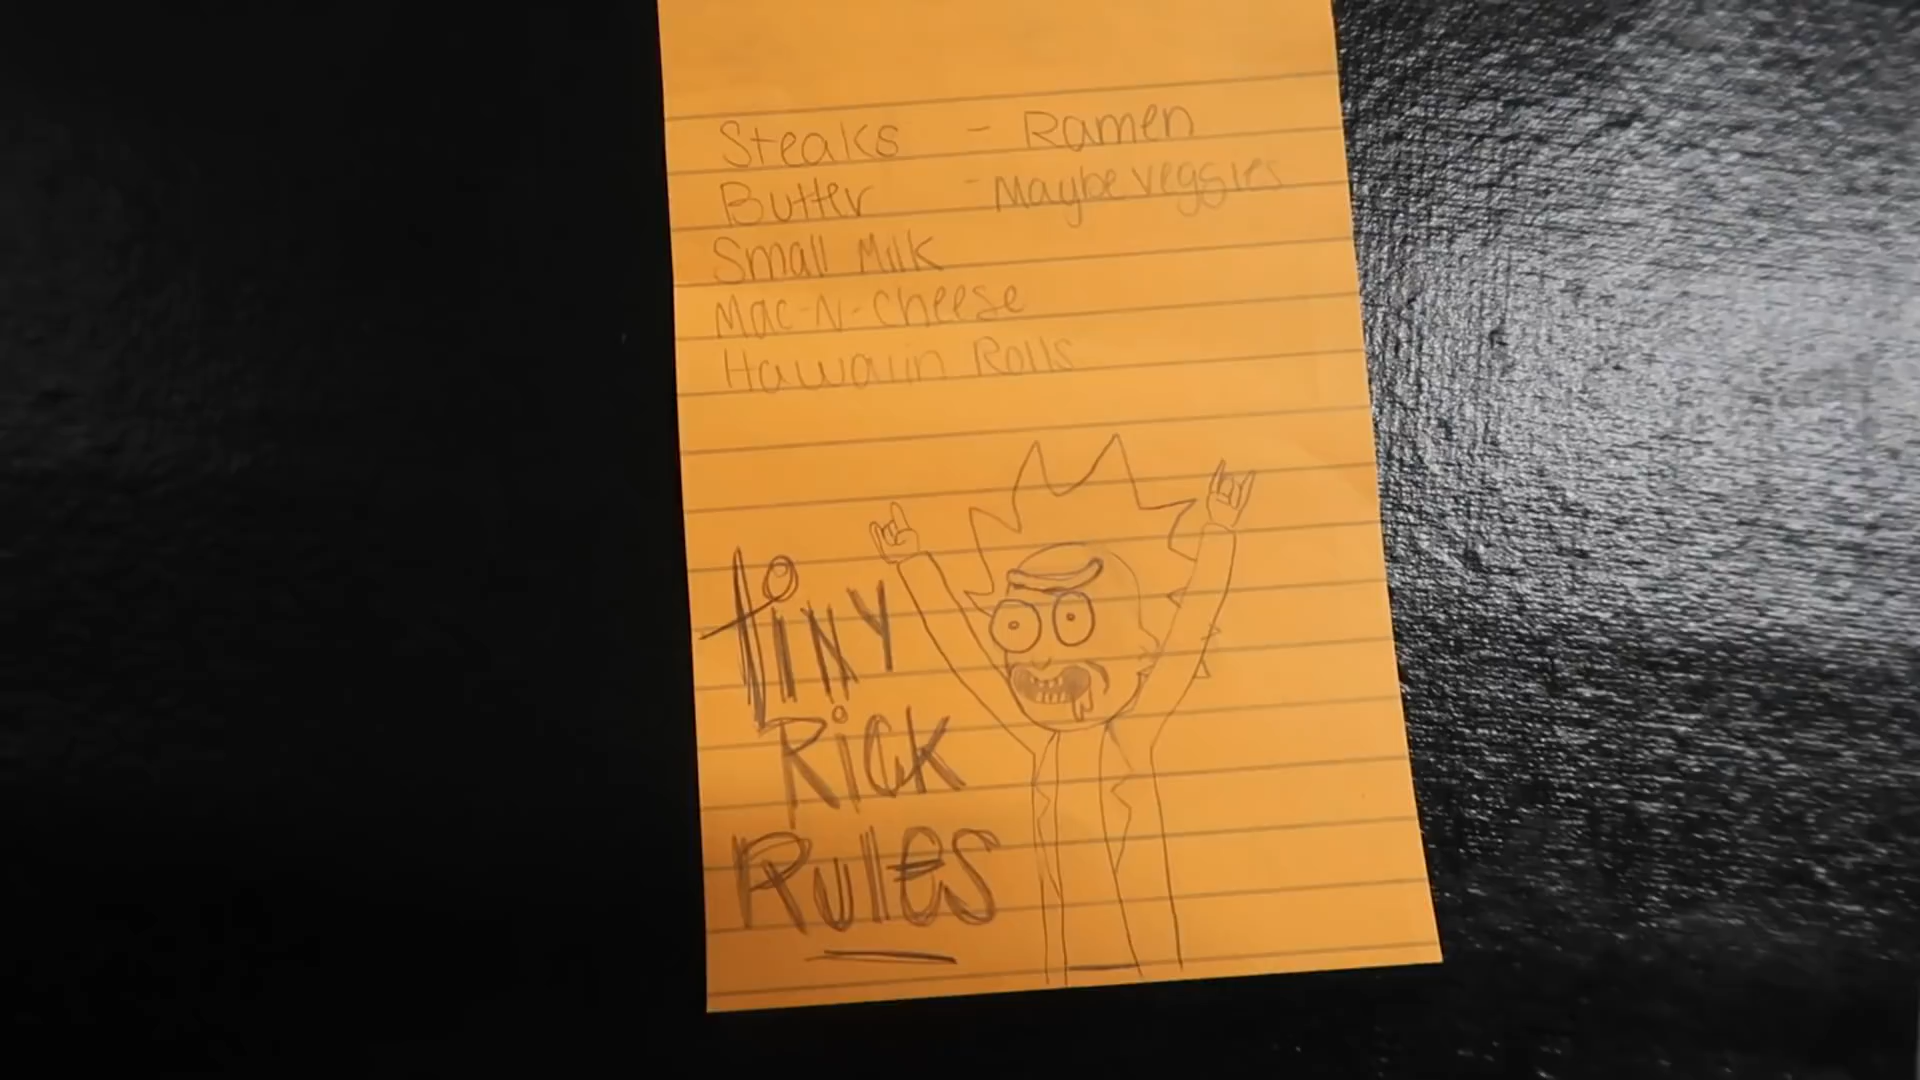 Steaks - Ramen
Butter - Maybe veggies
Small Milk
Mac-N-Cheese
Hawaiin Rolls
tiny
Rick
Rules